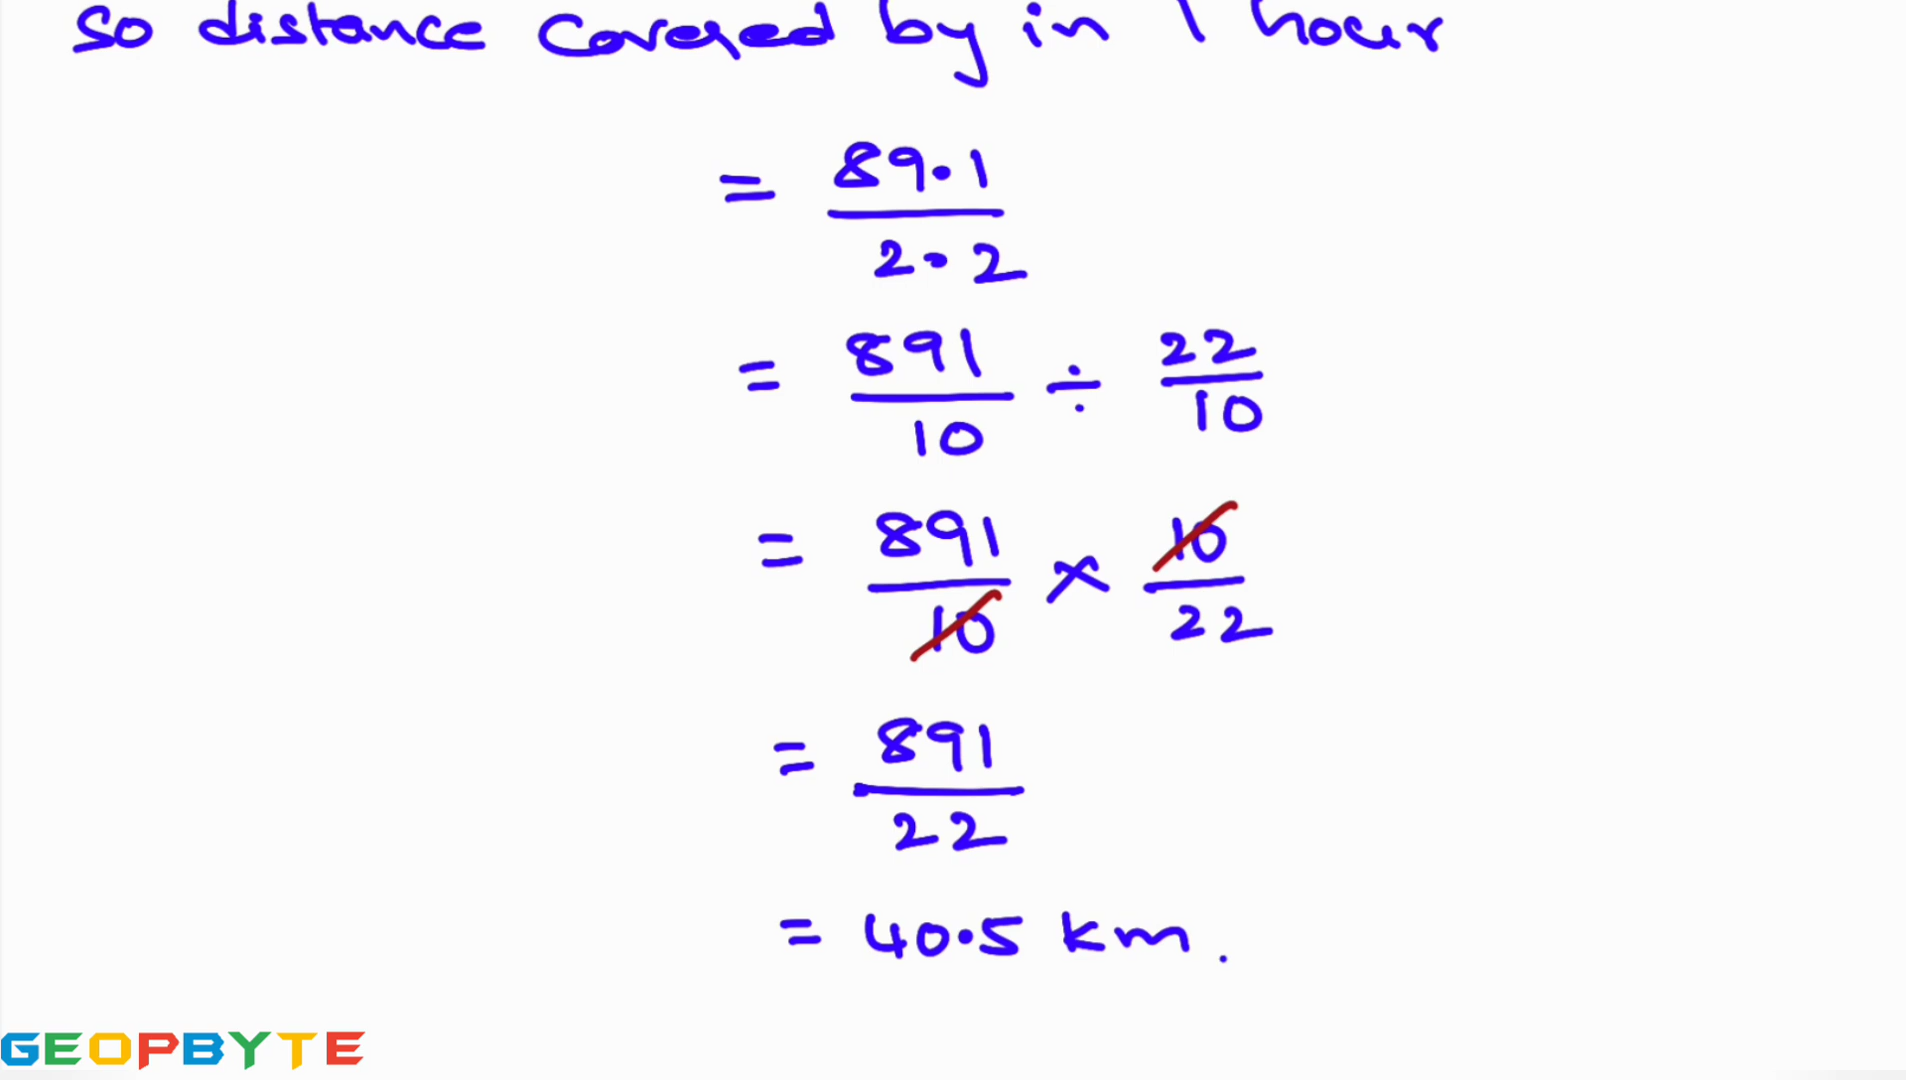 So distance covered by in 1 hour
= 89.1 / 2.2
= 891/10 ÷ 22/10
= 891/10 × 10/22
= 891/22
= 40.5 km.
GEOPBYTE